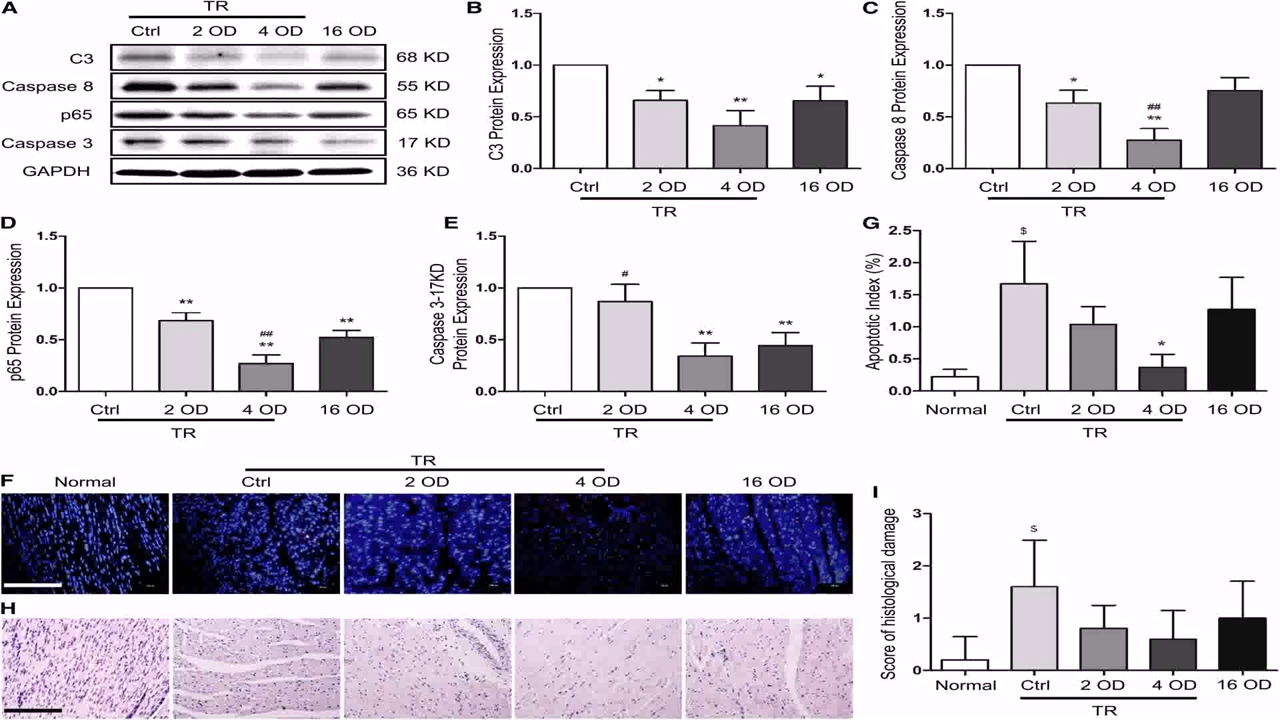 A
TR
Ctrl 2 OD 4 OD 16 OD
C3 68 KD
Caspase 8 55 KD
p65 65 KD
Caspase 3 17 KD
GAPDH 36 KD
B
C3 Protein Expression
1.5
1.0
0.5
0.0
* ** *
Ctrl 2 OD 4 OD 16 OD
TR
C
Caspase 8 Protein Expression
1.5
1.0
0.5
0.0
*
##
**
Ctrl 2 OD 4 OD 16 OD
TR
D
p65 Protein Expression
1.5
1.0
0.5
0.0
**
##
**
**
Ctrl 2 OD 4 OD 16 OD
TR
E
Caspase 3-17KD
Protein Expression
1.5
1.0
0.5
0.0
# ** **
Ctrl 2 OD 4 OD 16 OD
TR
G
Apoptotic Index (%)
2.5
2.0
1.5
1.0
0.5
0.0
$
*
Normal Ctrl 2 OD 4 OD 16 OD
TR
F
TR
Normal Ctrl 2 OD 4 OD 16 OD
H
I
Score of histological damage
3
2
1
0
$
Normal Ctrl 2 OD 4 OD 16 OD
TR